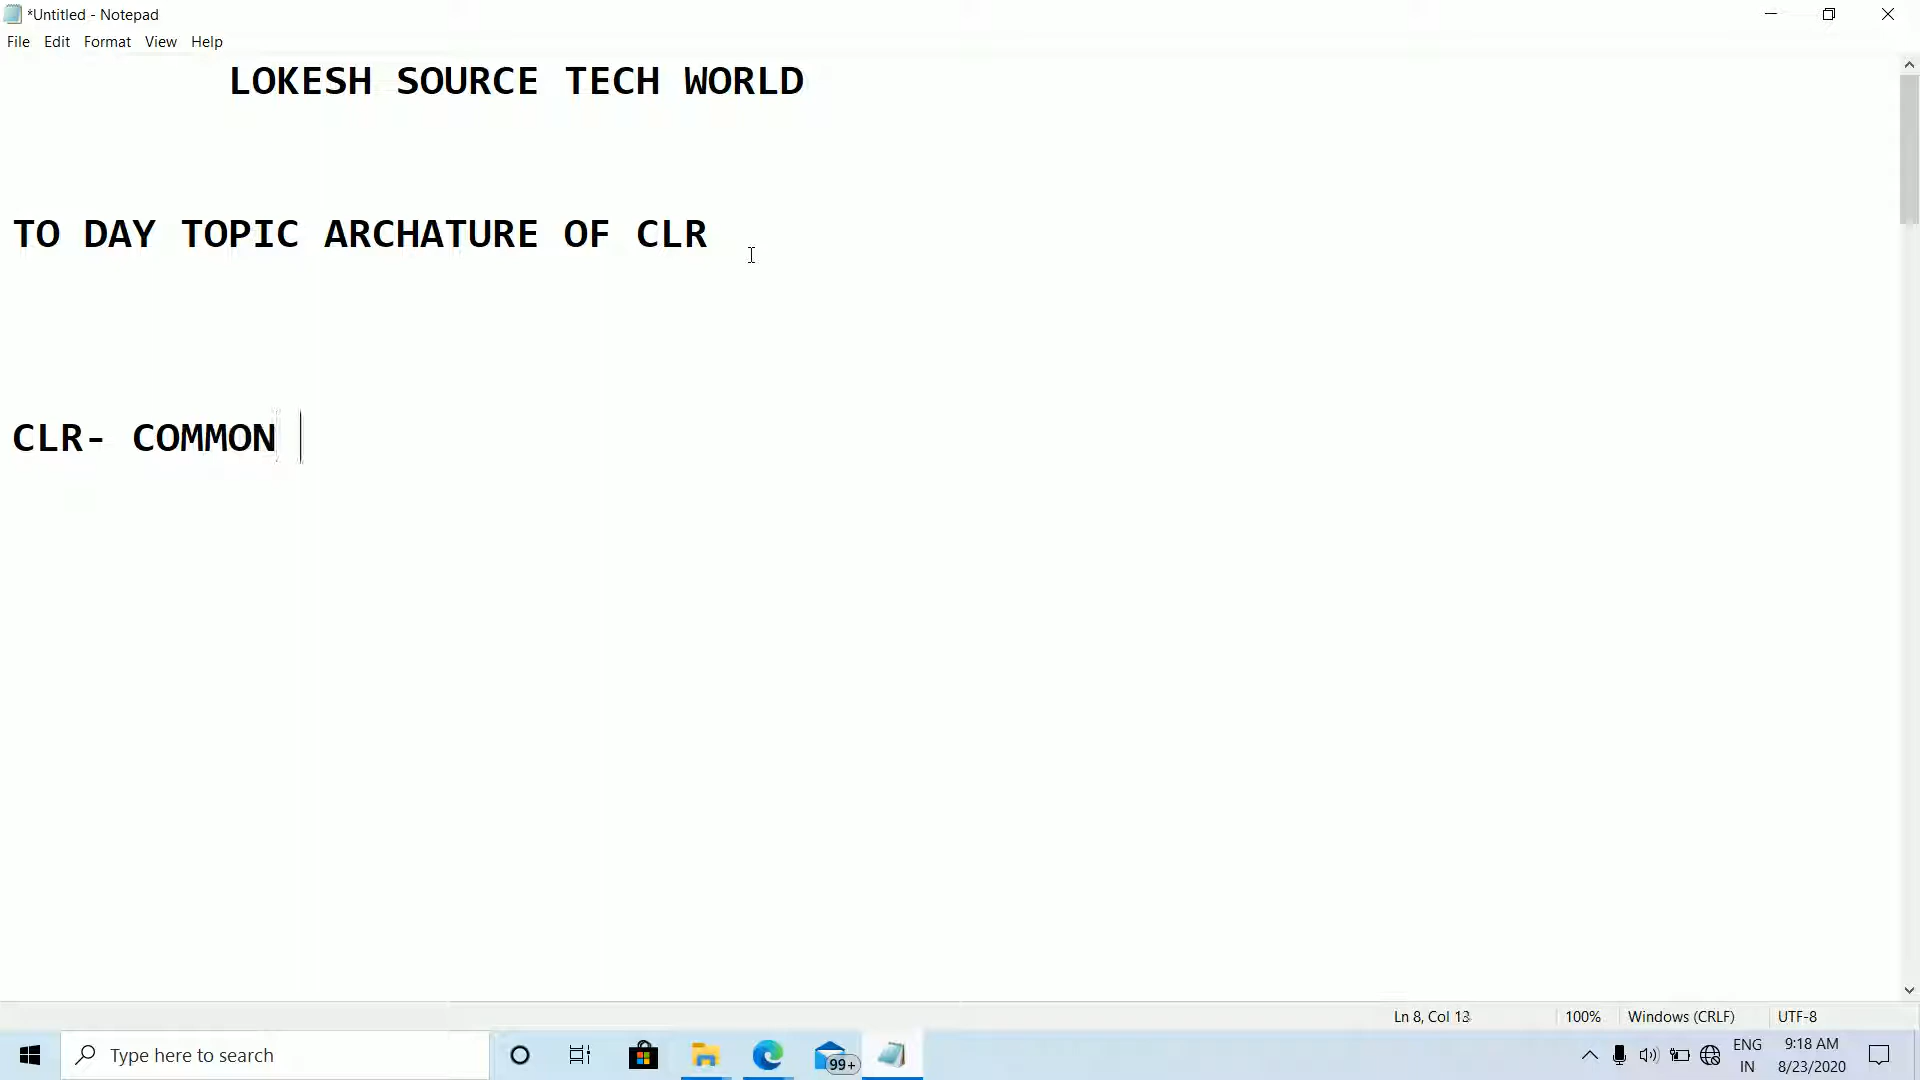 *Untitled - Notepad
File Edit Format View Help
LOKESH SOURCE TECH WORLD
TO DAY TOPIC ARCHATURE OF CLR
CLR- COMMON
Ln 8, Col 13 100% Windows (CRLF) UTF-8
Type here to search
99+
ENG
IN
9:18 AM
8/23/2020